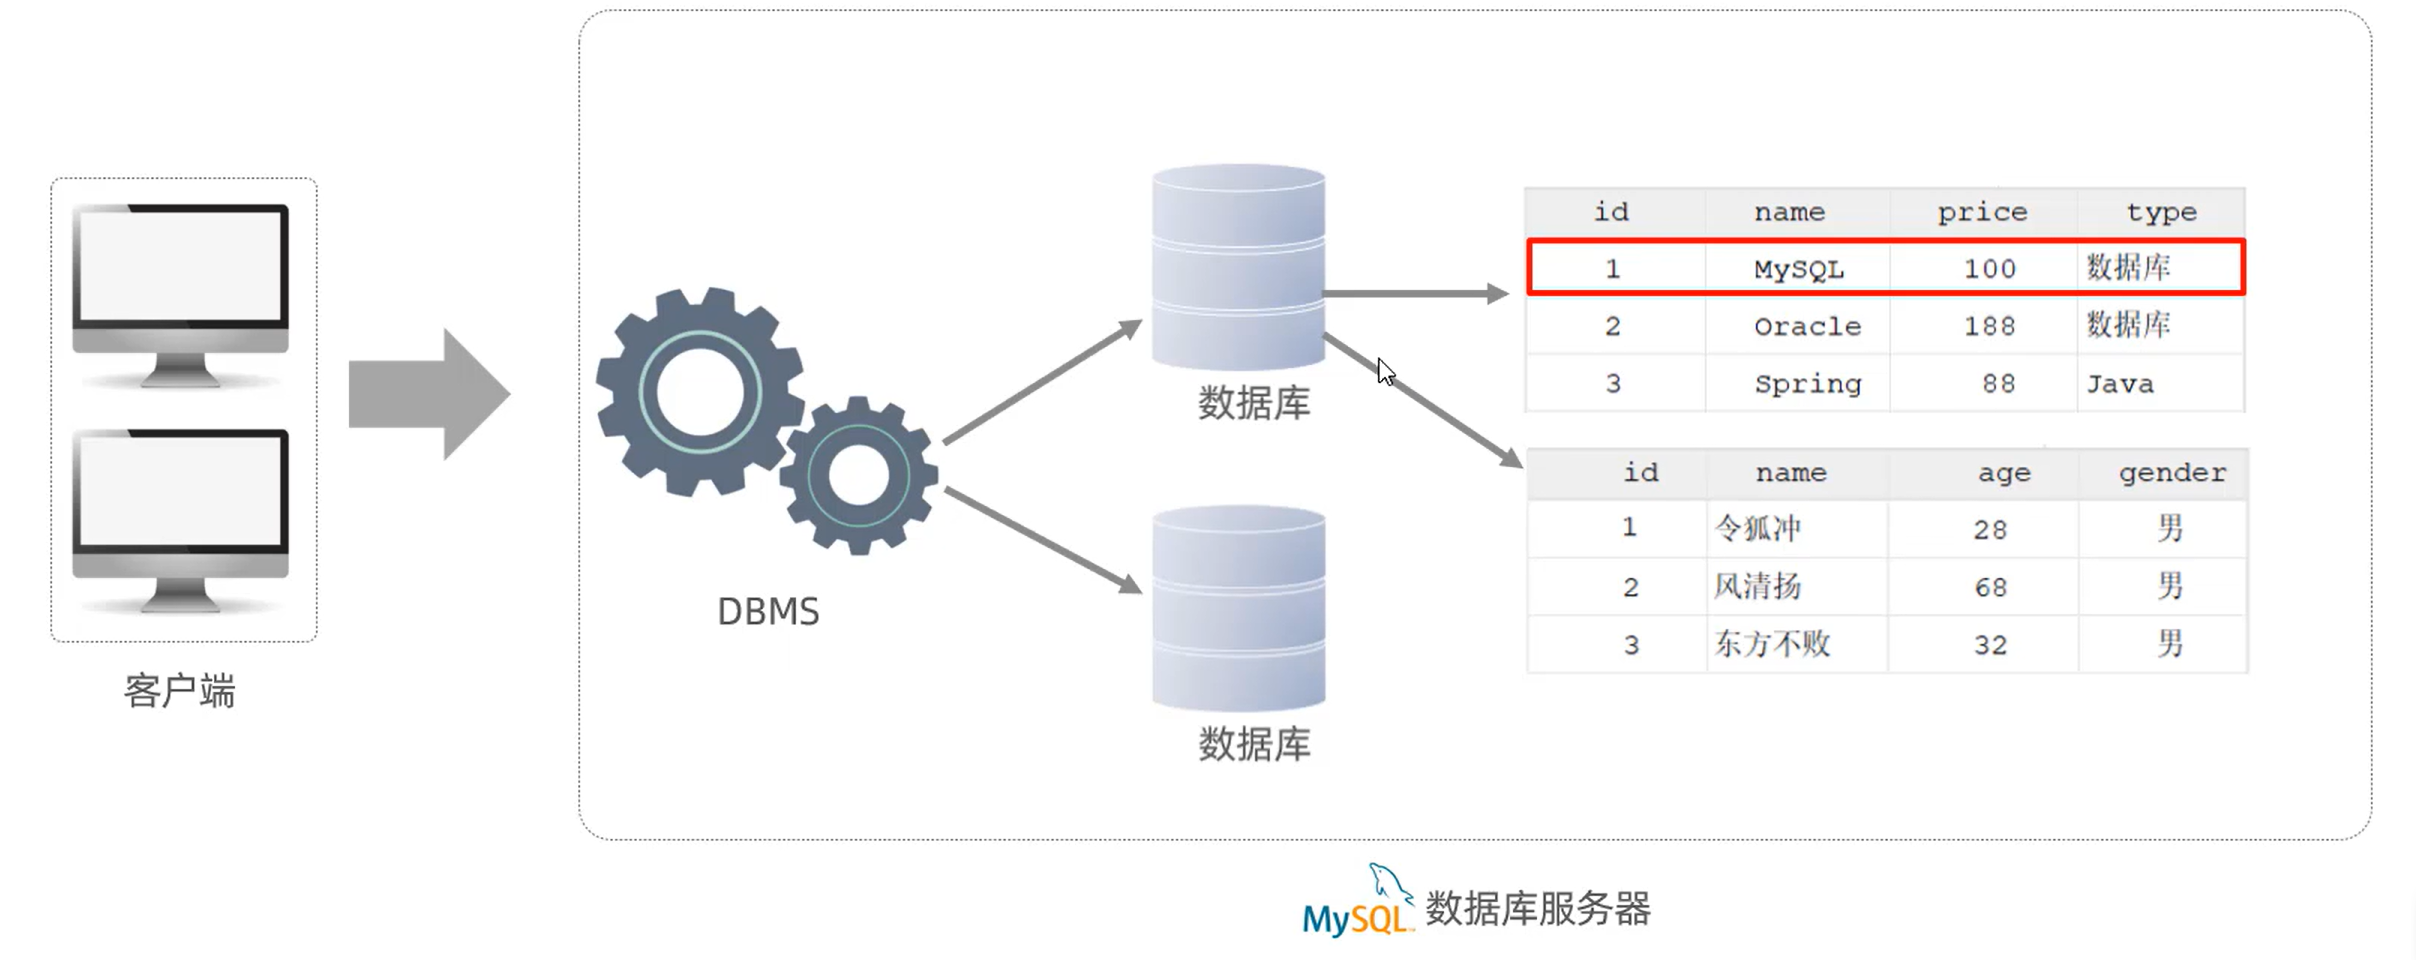 客户端
DBMS
数据库
数据库
id name price type
1 MySQL 100 数据库
2 Oracle 188 数据库
3 Spring 88 Java
id name age gender
1 令狐冲 28 男
2 风清扬 68 男
3 东方不败 32 男
MySQL 数据库服务器